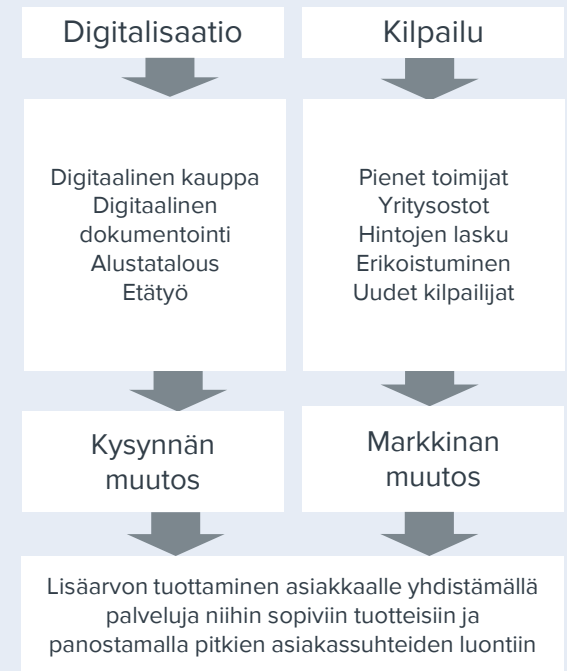 Digitalisaatio
Kilpailu
Digitaalinen kauppa
Digitaalinen
dokumentointi
Alustatalous
Etätyö
Pienet toimijat
Yritysostot
Hintojen lasku
Erikoistuminen
Uudet kilpailijat
Kysynnän
muutos
Markkinan
muutos
Lisäarvon tuottaminen asiakkaalle yhdistämällä
palveluja niihin sopiviin tuotteisiin ja
panostamalla pitkien asiakassuhteiden luontiin